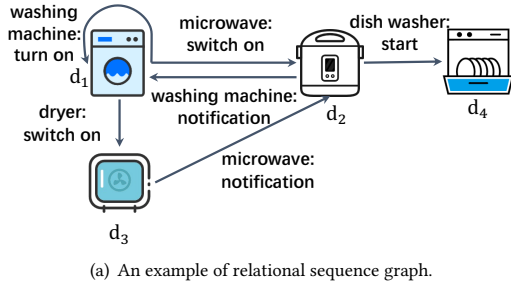 washing
machine:
turn on
microwave:
switch on
dish washer:
start
d1
d2
d4
washing machine:
notification
dryer:
switch on
microwave:
notification
d3
(a) An example of relational sequence graph.